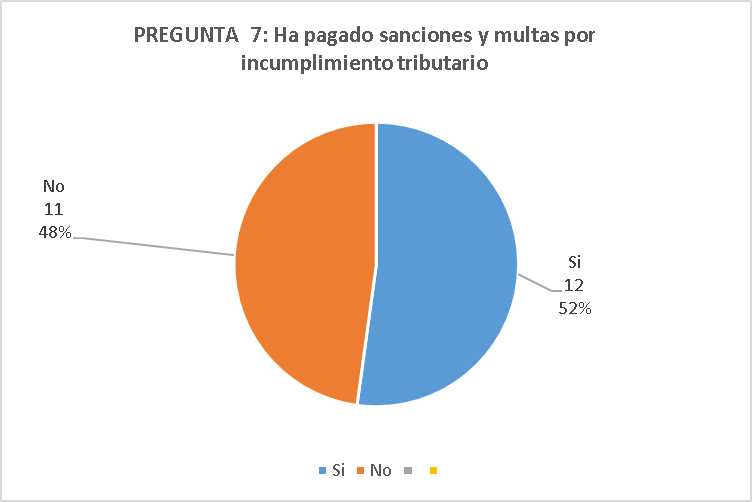 PREGUNTA  7: Ha pagado sanciones y multas por
incumplimiento tributario
No
11
48%
Si
12
52%
Si No